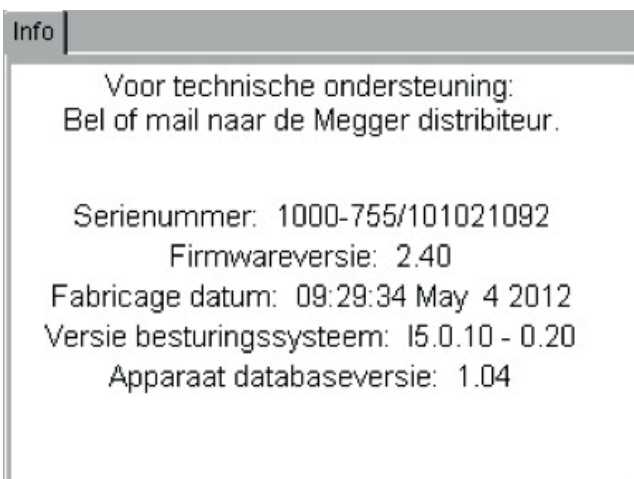 Info
Voor technische ondersteuning:
Bel of mail naar de Megger distribiteur.
Serienummer: 1000-755/101021092
Firmwareversie: 2.40
Fabricage datum: 09:29:34 May 4 2012
Versie besturingssysteem: I5.0.10 - 0.20
Apparaat databaseversie: 1.04